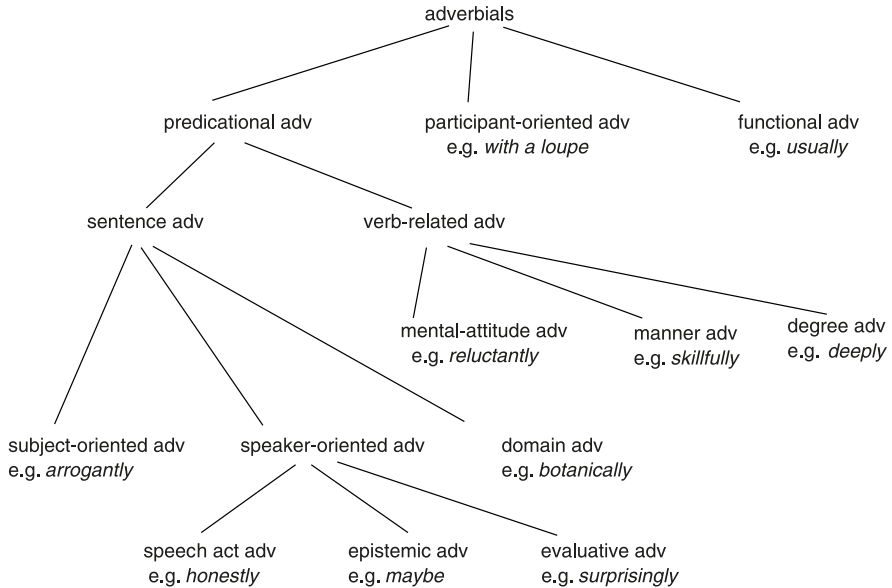 adverbials
predicational adv
participant-oriented adv
e.g. with a loupe
functional adv
e.g. usually
sentence adv
verb-related adv
mental-attitude adv
e.g. reluctantly
manner adv
e.g. skillfully
degree adv
e.g. deeply
subject-oriented adv
e.g. arrogantly
speaker-oriented adv
domain adv
e.g. botanically
speech act adv
e.g. honestly
epistemic adv
e.g. maybe
evaluative adv
e.g. surprisingly